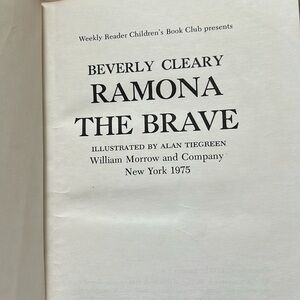 Weekly Reader Children's Book Club presents
BEVERLY CLEARY
RAMONA
THE BRAVE
ILLUSTRATED BY ALAN TIEGREEN
William Morrow and Company
New York 1975